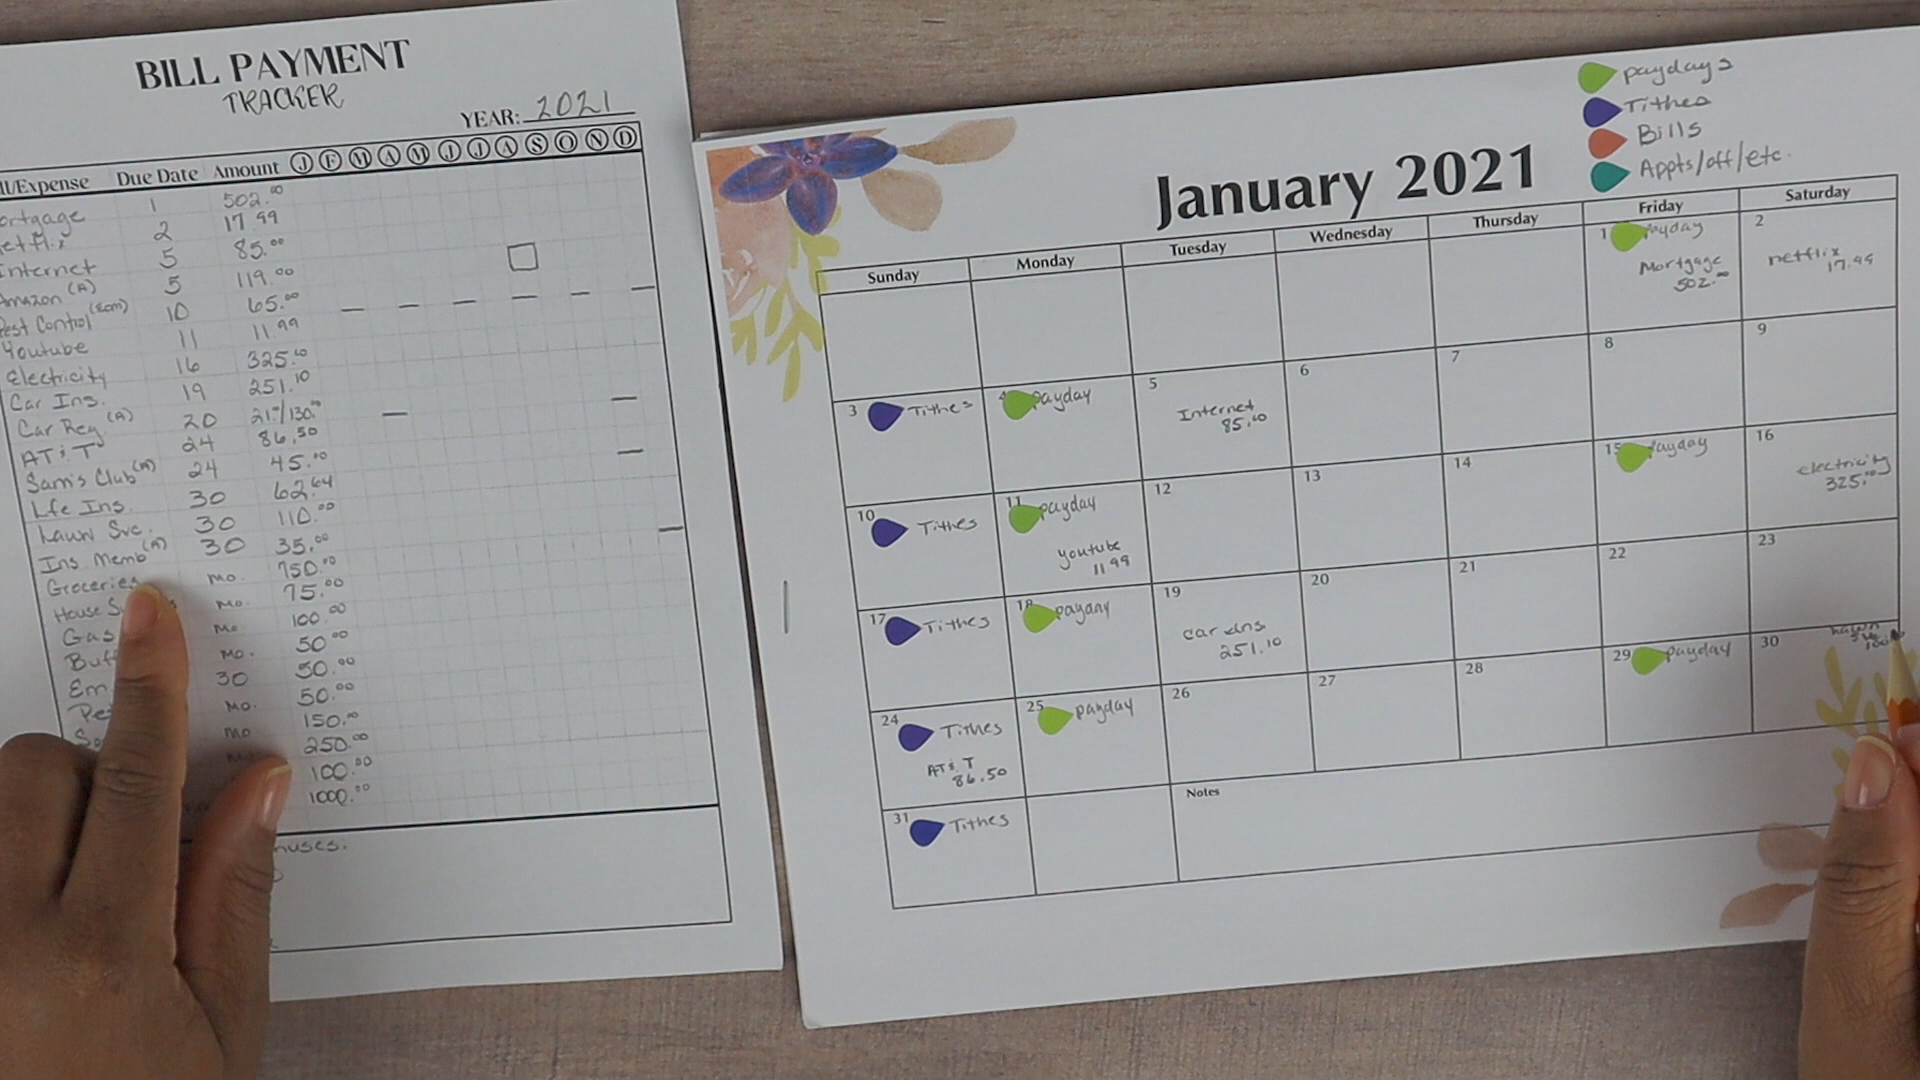 BILL PAYMENT
TRACKER
YEAR: 2021
Due Date Amount J F M A M J J A S O N D
1 502.00
17.99
2
Internet 5 85.00
Amazon (A) 5 119.00
Pest Control 10 65.00
Youtube 11 11.99
Electricity 16 325.00
Car Ins. 19 251.10
Car Reg (A) 20
AT&T 24 86.50
Sam's Club (A) 24 45.00
Life Ins. 30 62.64
Lawn Svc. 30 110.00
Ins. Memb (A) 30 35.00
Groceries Mo. 750.00
House Mo. 75.00
Gas Mo 100.00
Mo. 50.00
30 50.00
Mo. 50.00
Mo 150.00
250.00
100.00
1000.00
paydays
Tithes
Bills
Appts/off/etc.
January 2021
Sunday Monday Tuesday Wednesday Thursday Friday Saturday
1 payday
Mortgage
502.00
2
netflix
17.99
3 Tithes
4 payday
5
Internet
85.00
6
7
8
9
10 Tithes
11 payday
youtube
11.99
12
13
14
15 payday
16
electricity
325.00
17 Tithes
18 payday
19
car ins
251.10
20
21
22
23
24 Tithes
AT&T
86.50
25 payday
26
27
28
29 payday
30
31 Tithes
Notes